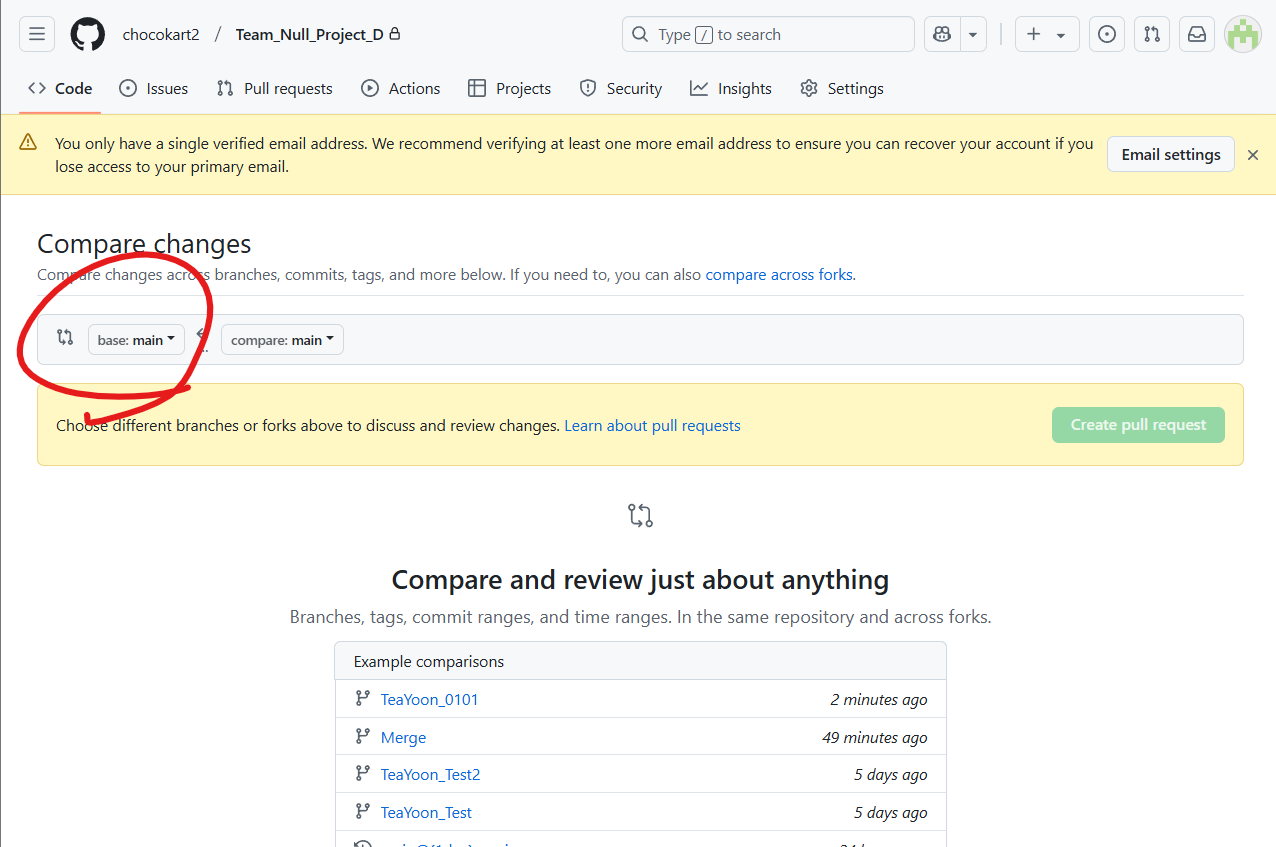 chocokart2 / Team_Null_Project_D
Type / to search
Code Issues Pull requests Actions Projects Security Insights Settings
You only have a single verified email address. We recommend verifying at least one more email address to ensure you can recover your account if you
lose access to your primary email.
Email settings
Compare changes
Compare changes across branches, commits, tags, and more below. If you need to, you can also compare across forks.
base: main compare: main
Choose different branches or forks above to discuss and review changes. Learn about pull requests
Create pull request
Compare and review just about anything
Branches, tags, commit ranges, and time ranges. In the same repository and across forks.
Example comparisons
TeaYoon_0101 2 minutes ago
Merge 49 minutes ago
TeaYoon_Test2 5 days ago
TeaYoon_Test 5 days ago